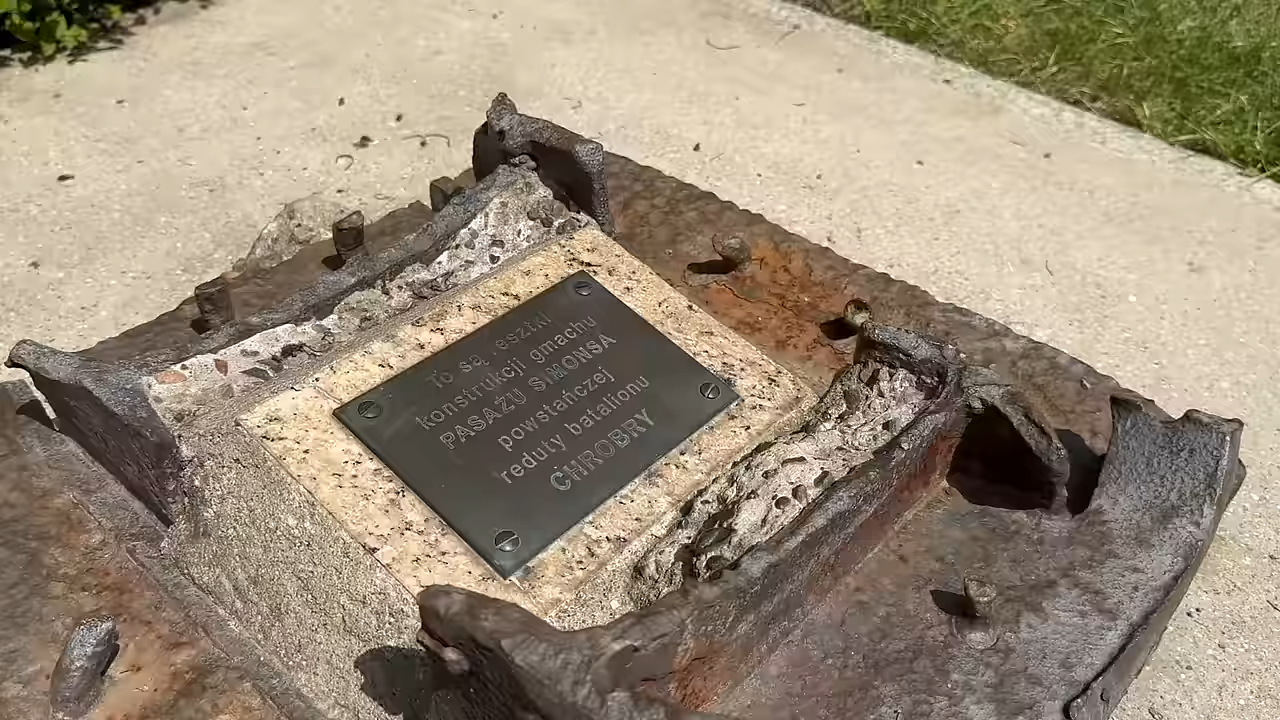 To są
konstrukcji gmachu
PASAŻU SIMONSA
powstańczej
reduty batalionu
CHROBRY